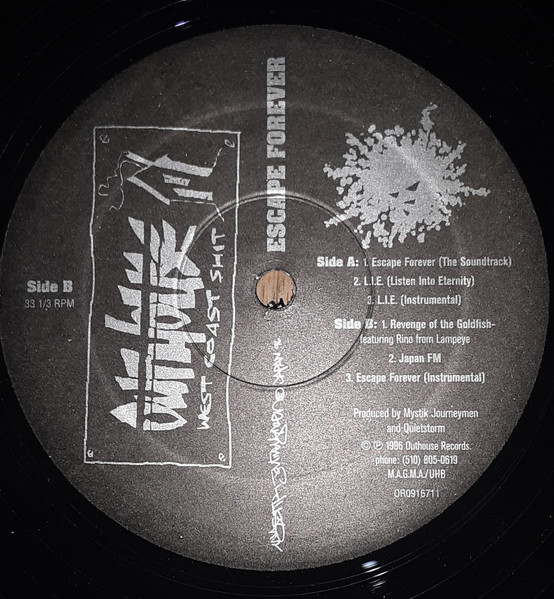 Side B
33 1/3 RPM
OUTHOUSE
WEST COAST SHIT
ESCAPE FOREVER
Side A: 1. Escape Forever (The Soundtrack)
2. L.I.E. (Listen Into Eternity)
3. L.I.E. (Instrumental)
Side B: 1. Revenge of the Goldfish-
featuring Rino from Lampeye
2. Japan FM
3. Escape Forever (Instrumental)
Produced by Mystik Journeymen
and Quietstorm
© ℗ 1996 Outhouse Records.
phone: (510) 805-0619
M.A.G.M.A./UHB
OR091671I